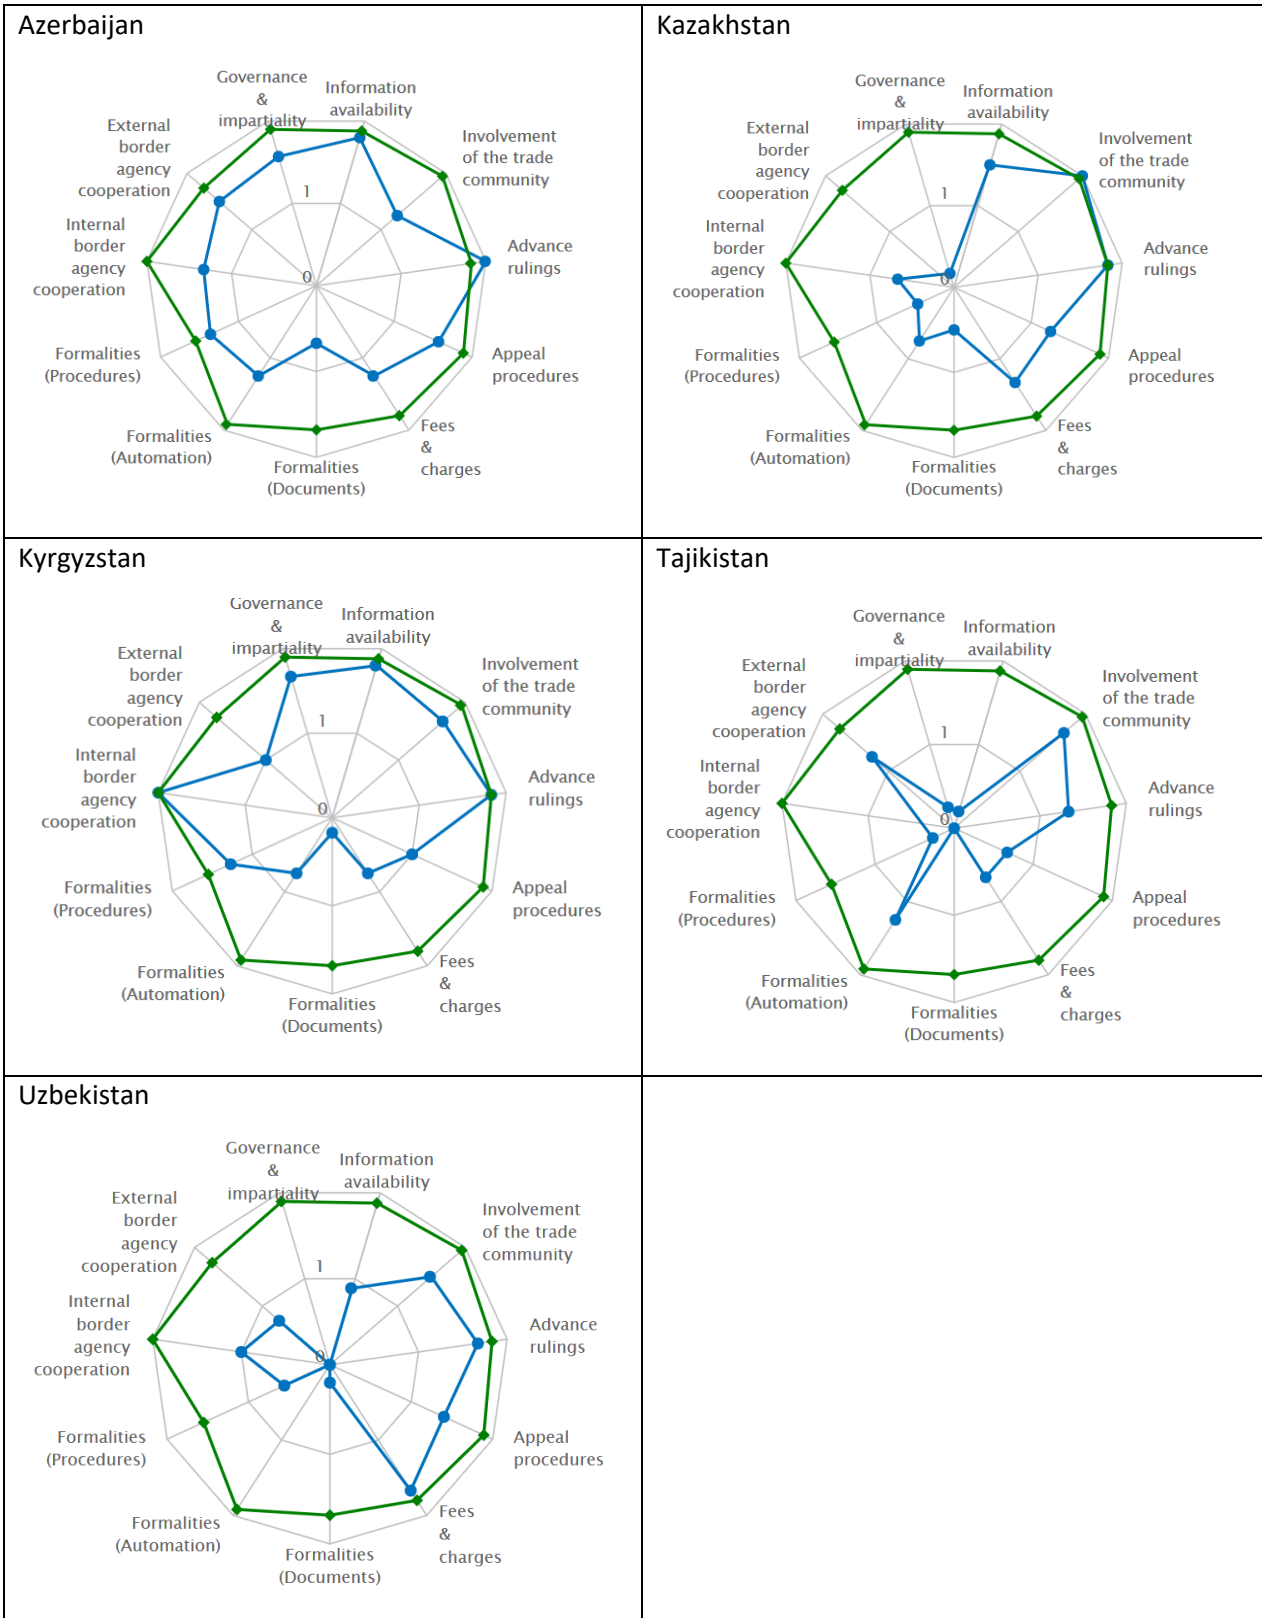 Azerbaijan
Governance
&
impartiality
Information
availability
Involvement
of the trade
community
Advance
rulings
Appeal
procedures
Fees
&
charges
Formalities
(Documents)
Formalities
(Automation)
Formalities
(Procedures)
Internal
border
agency
cooperation
External
border
agency
cooperation
1
0
Kazakhstan
Governance
&
impartiality
Information
availability
Involvement
of the trade
community
Advance
rulings
Appeal
procedures
Fees
&
charges
Formalities
(Documents)
Formalities
(Automation)
Formalities
(Procedures)
Internal
border
agency
cooperation
External
border
agency
cooperation
1
0
Kyrgyzstan
Governance
&
impartiality
Information
availability
Involvement
of the trade
community
Advance
rulings
Appeal
procedures
Fees
&
charges
Formalities
(Documents)
Formalities
(Automation)
Formalities
(Procedures)
Internal
border
agency
cooperation
External
border
agency
cooperation
1
0
Tajikistan
Governance
&
impartiality
Information
availability
Involvement
of the trade
community
Advance
rulings
Appeal
procedures
Fees
&
charges
Formalities
(Documents)
Formalities
(Automation)
Formalities
(Procedures)
Internal
border
agency
cooperation
External
border
agency
cooperation
1
0
Uzbekistan
Governance
&
impartiality
Information
availability
Involvement
of the trade
community
Advance
rulings
Appeal
procedures
Fees
&
charges
Formalities
(Documents)
Formalities
(Automation)
Formalities
(Procedures)
Internal
border
agency
cooperation
External
border
agency
cooperation
1
0